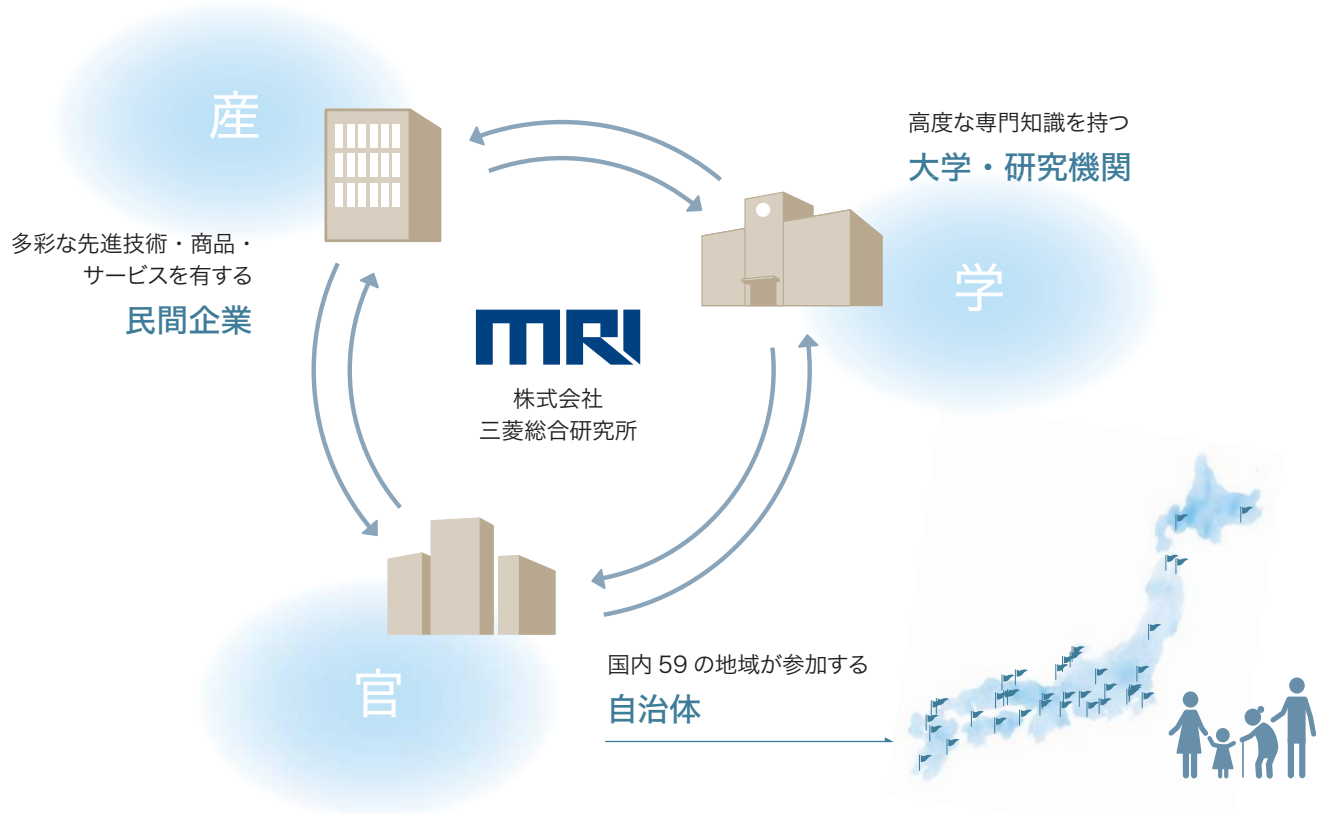 産
多彩な先進技術・商品・
サービスを有する
民間企業
高度な専門知識を持つ
大学・研究機関
学
MRI
株式会社
三菱総合研究所
官
国内 59 の地域が参加する
自治体